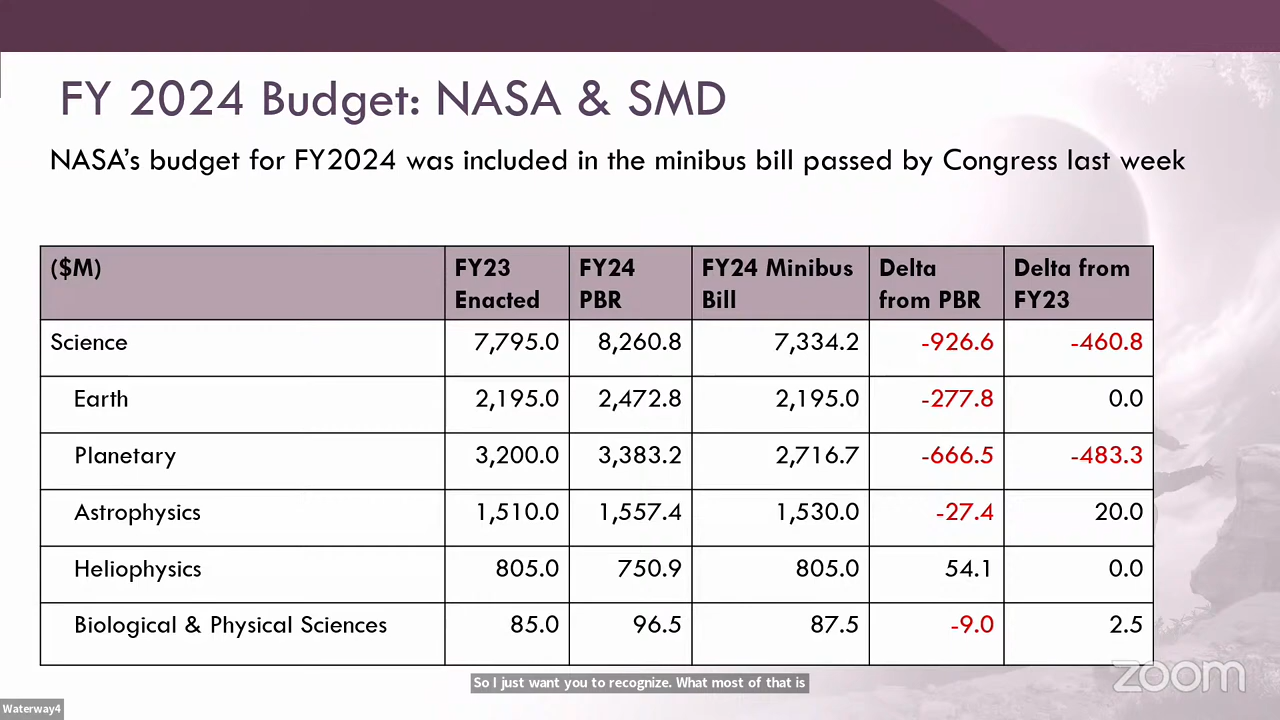 FY 2024 Budget: NASA & SMD
NASA's budget for FY2024 was included in the minibus bill passed by Congress last week
($M) FY23 Enacted FY24 PBR FY24 Minibus Bill Delta from PBR Delta from FY23
Science 7,795.0 8,260.8 7,334.2 -926.6 -460.8
Earth 2,195.0 2,472.8 2,195.0 -277.8 0.0
Planetary 3,200.0 3,383.2 2,716.7 -666.5 -483.3
Astrophysics 1,510.0 1,557.4 1,530.0 -27.4 20.0
Heliophysics 805.0 750.9 805.0 54.1 0.0
Biological & Physical Sciences 85.0 96.5 87.5 -9.0 2.5
zoom
So I just want you to recognize. What most of that is
Waterway4